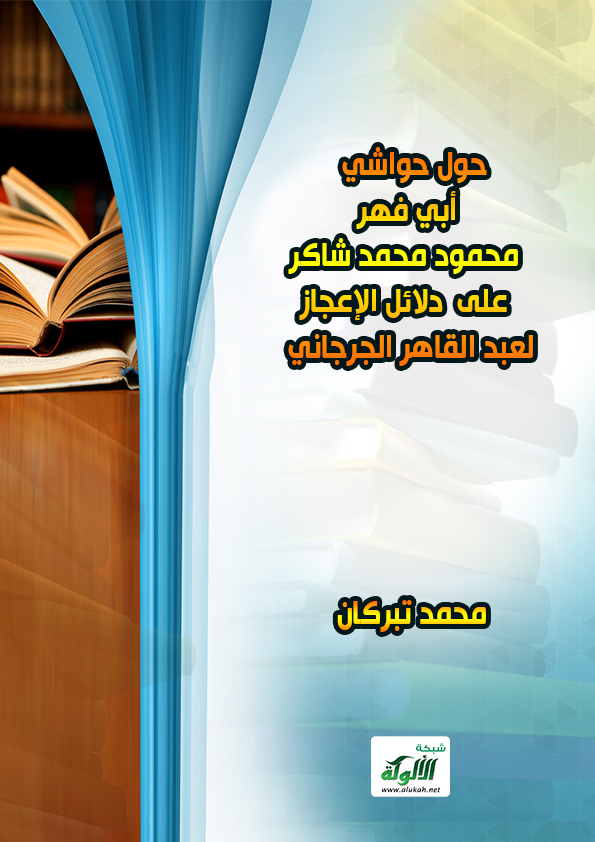 حول حواشي
أبي فهر
محمود محمد شاكر
على دلائل الإعجاز
لعبد القاهر الجرجاني
محمد تبركان
شبكة
الألوكة
www.alukah.net